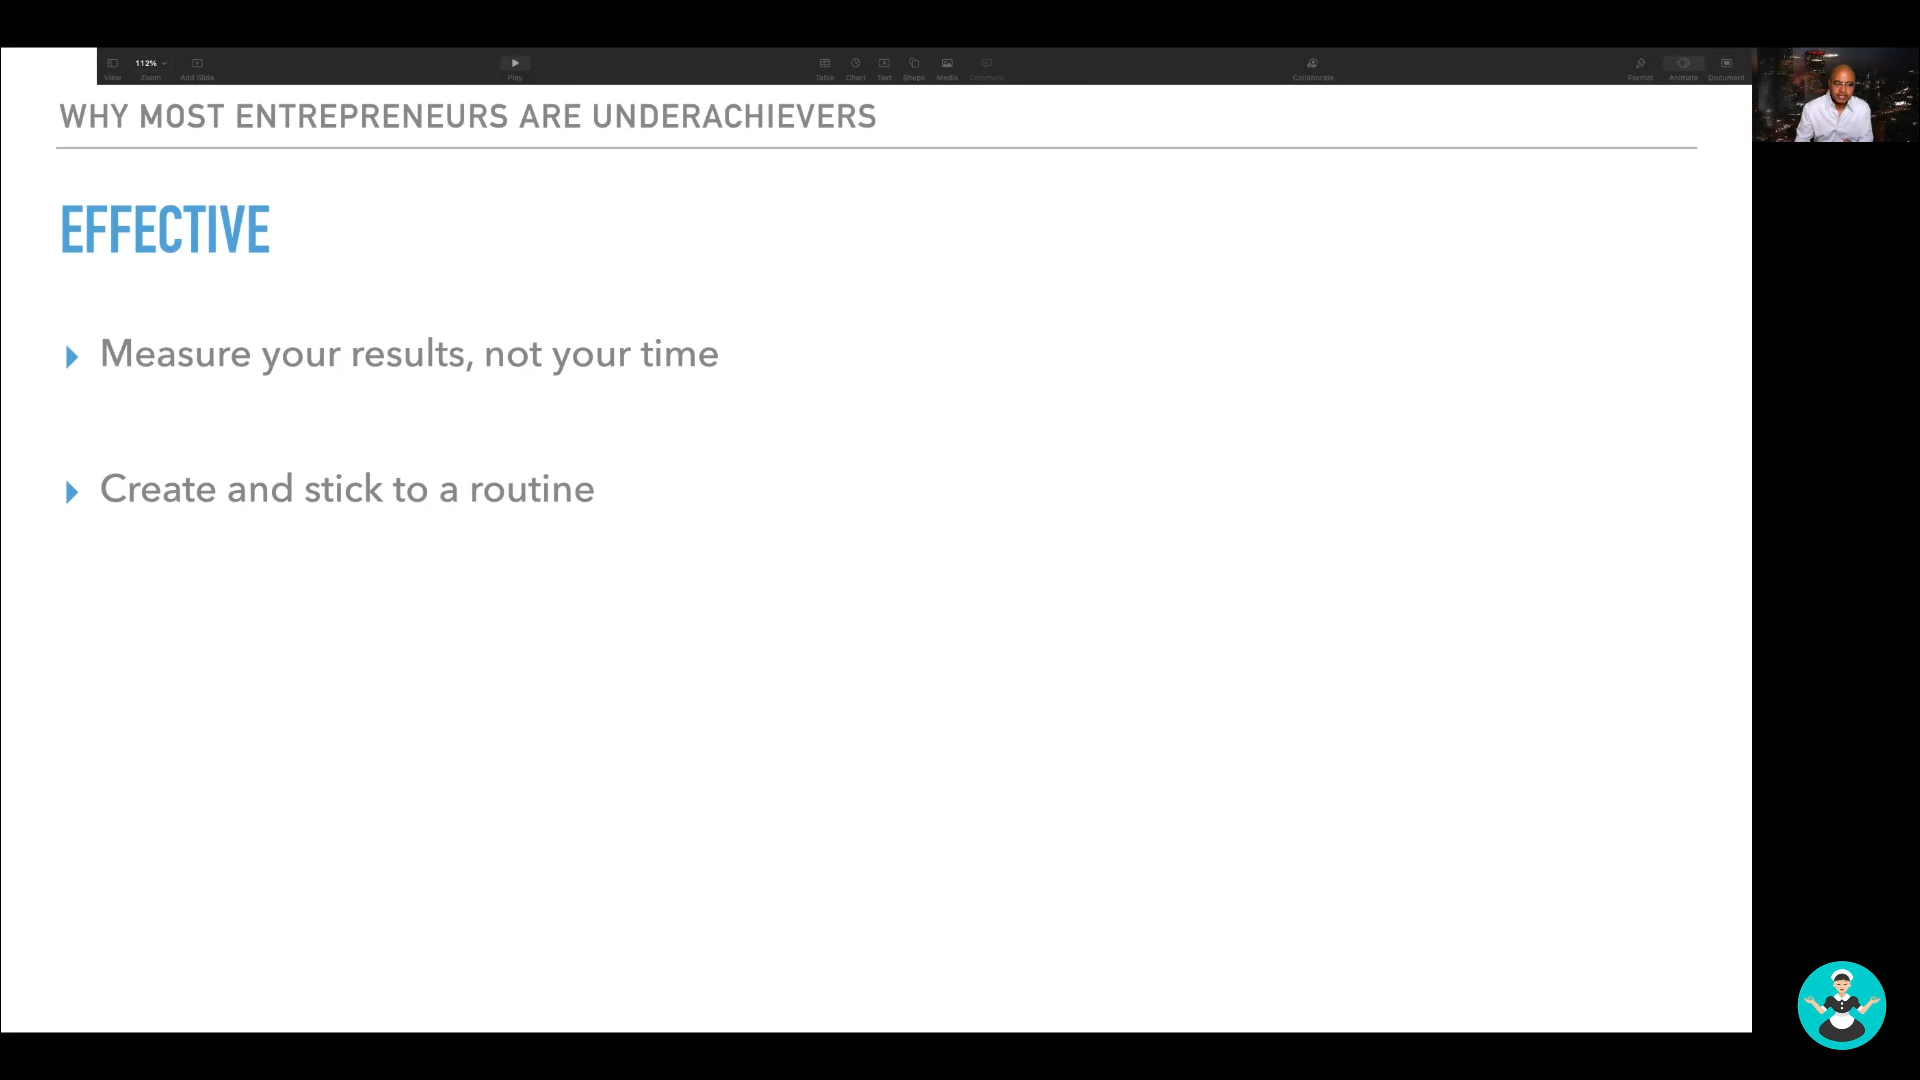 112%
View
Zoom
Add Slide
Play
Table
Chart
Text
Shape
Media
Comment
Collaborate
Format
Animate
Document
WHY MOST ENTREPRENEURS ARE UNDERACHIEVERS
EFFECTIVE
Measure your results, not your time
Create and stick to a routine